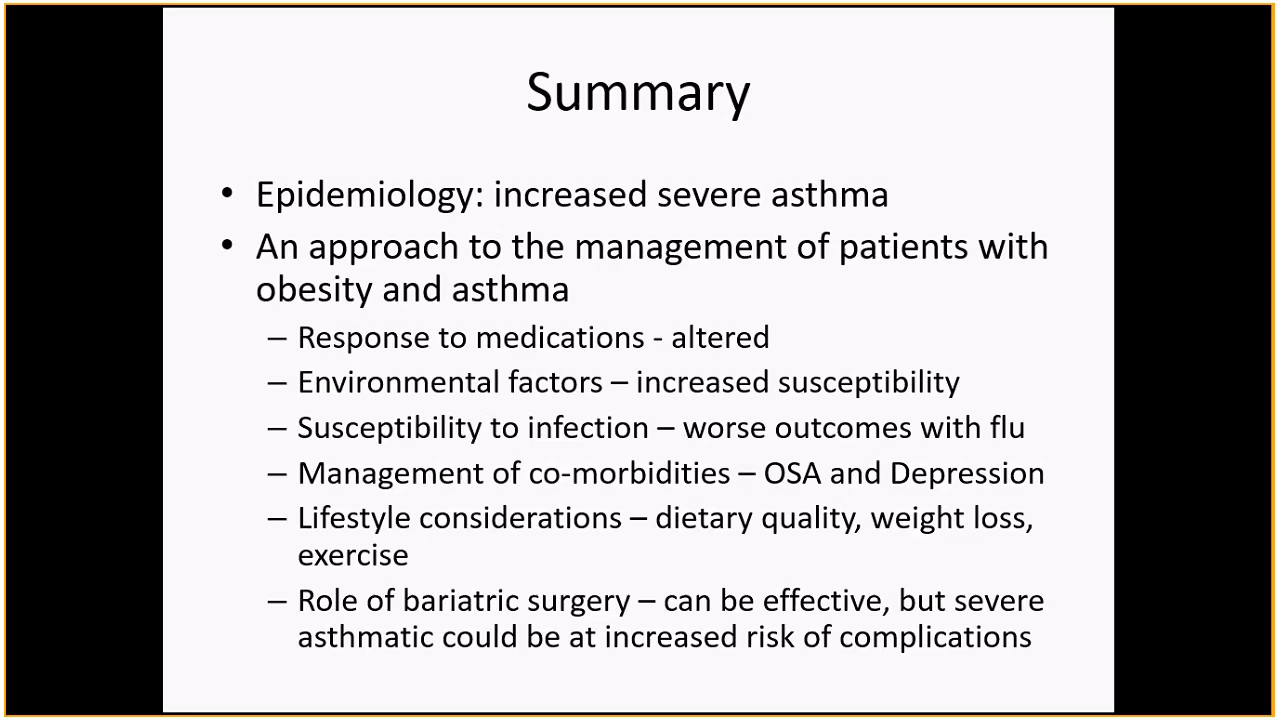 Summary
• Epidemiology: increased severe asthma
• An approach to the management of patients with
obesity and asthma
– Response to medications - altered
– Environmental factors – increased susceptibility
– Susceptibility to infection – worse outcomes with flu
– Management of co-morbidities – OSA and Depression
– Lifestyle considerations – dietary quality, weight loss,
exercise
– Role of bariatric surgery – can be effective, but severe
asthmatic could be at increased risk of complications